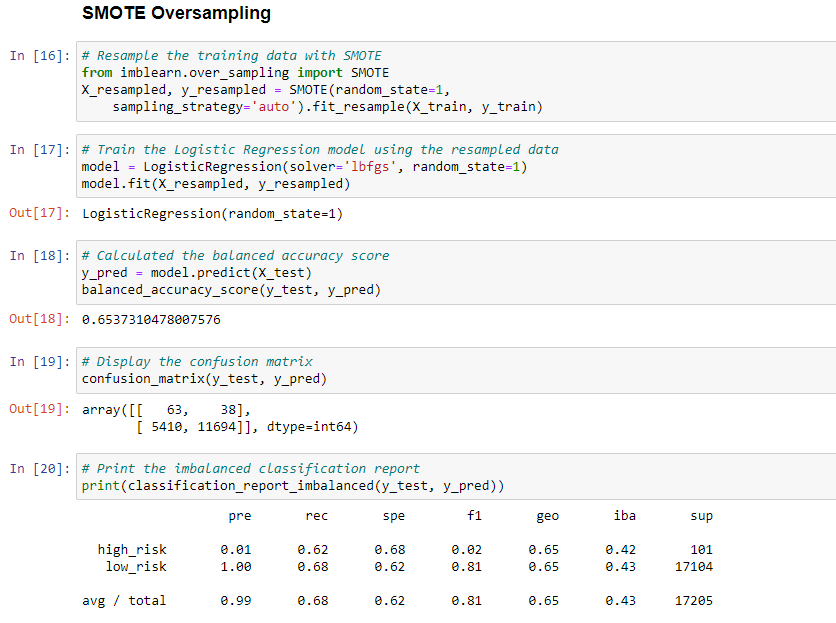 SMOTE Oversampling
In [16]: # Resample the training data with SMOTE
from imblearn.over_sampling import SMOTE
X_resampled, y_resampled = SMOTE(random_state=1,
    sampling_strategy='auto').fit_resample(X_train, y_train)
In [17]: # Train the Logistic Regression model using the resampled data
model = LogisticRegression(solver='lbfgs', random_state=1)
model.fit(X_resampled, y_resampled)
Out[17]: LogisticRegression(random_state=1)
In [18]: # Calculated the balanced accuracy score
y_pred = model.predict(X_test)
balanced_accuracy_score(y_test, y_pred)
Out[18]: 0.6537310478007576
In [19]: # Display the confusion matrix
confusion_matrix(y_test, y_pred)
Out[19]: array([[   63,    38],
       [ 5410, 11694]], dtype=int64)
In [20]: # Print the imbalanced classification report
print(classification_report_imbalanced(y_test, y_pred))
pre rec spe f1 geo iba sup
high_risk 0.01 0.62 0.68 0.02 0.65 0.42 101
low_risk 1.00 0.68 0.62 0.81 0.65 0.43 17104
avg / total 0.99 0.68 0.62 0.81 0.65 0.43 17205